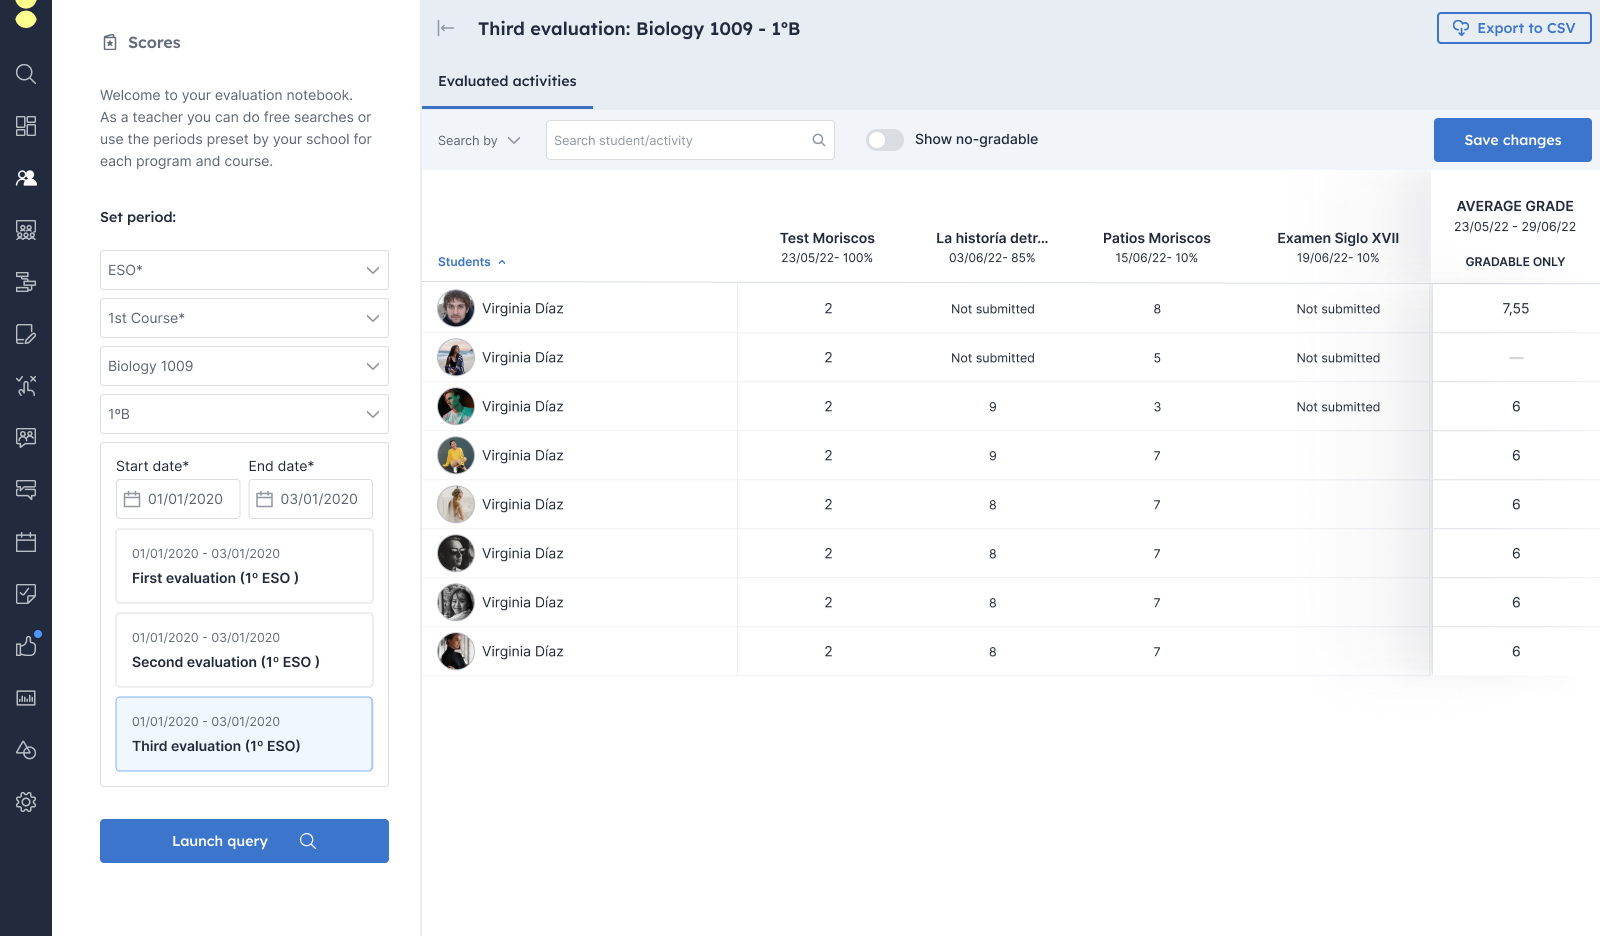 Scores
Welcome to your evaluation notebook.
As a teacher you can do free searches or
use the periods preset by your school for
each program and course.
Set period:
ESO*
1st Course*
Biology 1009
1ºB
Start date* End date*
01/01/2020 03/01/2020
01/01/2020 - 03/01/2020
First evaluation (1º ESO )
01/01/2020 - 03/01/2020
Second evaluation (1º ESO )
01/01/2020 - 03/01/2020
Third evaluation (1º ESO)
Launch query
Third evaluation: Biology 1009 - 1ºB
Export to CSV
Evaluated activities
Search by
Search student/activity
Show no-gradable
Save changes
Students
Test Moriscos
23/05/22- 100%
La historía detr...
03/06/22- 85%
Patios Moriscos
15/06/22- 10%
Examen Siglo XVII
19/06/22- 10%
AVERAGE GRADE
23/05/22 - 29/06/22
GRADABLE ONLY
Virginia Díaz 2 Not submitted 8 Not submitted 7,55
Virginia Díaz 2 Not submitted 5 Not submitted —
Virginia Díaz 2 9 3 Not submitted 6
Virginia Díaz 2 9 7 6
Virginia Díaz 2 8 7 6
Virginia Díaz 2 8 7 6
Virginia Díaz 2 8 7 6
Virginia Díaz 2 8 7 6